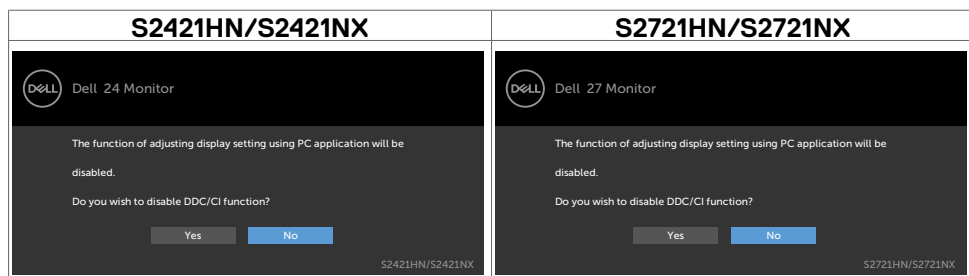 S2421HN/S2421NX
S2721HN/S2721NX
DELL
Dell 24 Monitor
The function of adjusting display setting using PC application will be
disabled.
Do you wish to disable DDC/CI function?
Yes
No
S2421HN/S2421NX
DELL
Dell 27 Monitor
The function of adjusting display setting using PC application will be
disabled.
Do you wish to disable DDC/CI function?
Yes
No
S2721HN/S2721NX